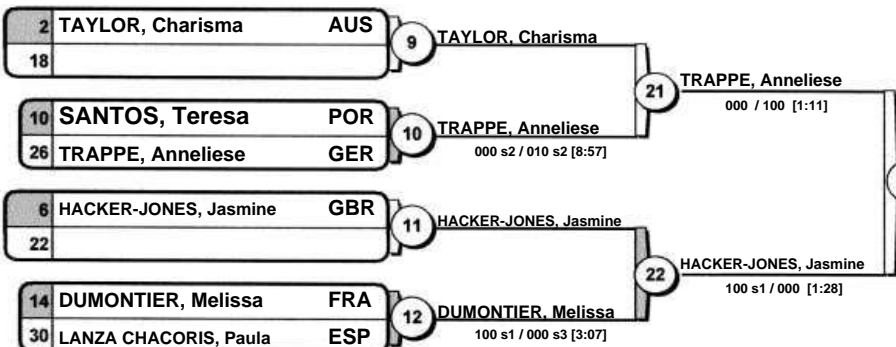 2 TAYLOR, Charisma AUS
18
9
TAYLOR, Charisma
10 SANTOS, Teresa POR
26 TRAPPE, Anneliese GER
10
TRAPPE, Anneliese
000 s2 / 010 s2 [8:57]
21
TRAPPE, Anneliese
000 / 100 [1:11]
6 HACKER-JONES, Jasmine GBR
22
11
HACKER-JONES, Jasmine
14 DUMONTIER, Melissa FRA
30 LANZA CHACORIS, Paula ESP
12
DUMONTIER, Melissa
100 s1 / 000 s3 [3:07]
22
HACKER-JONES, Jasmine
100 s1 / 000 [1:28]